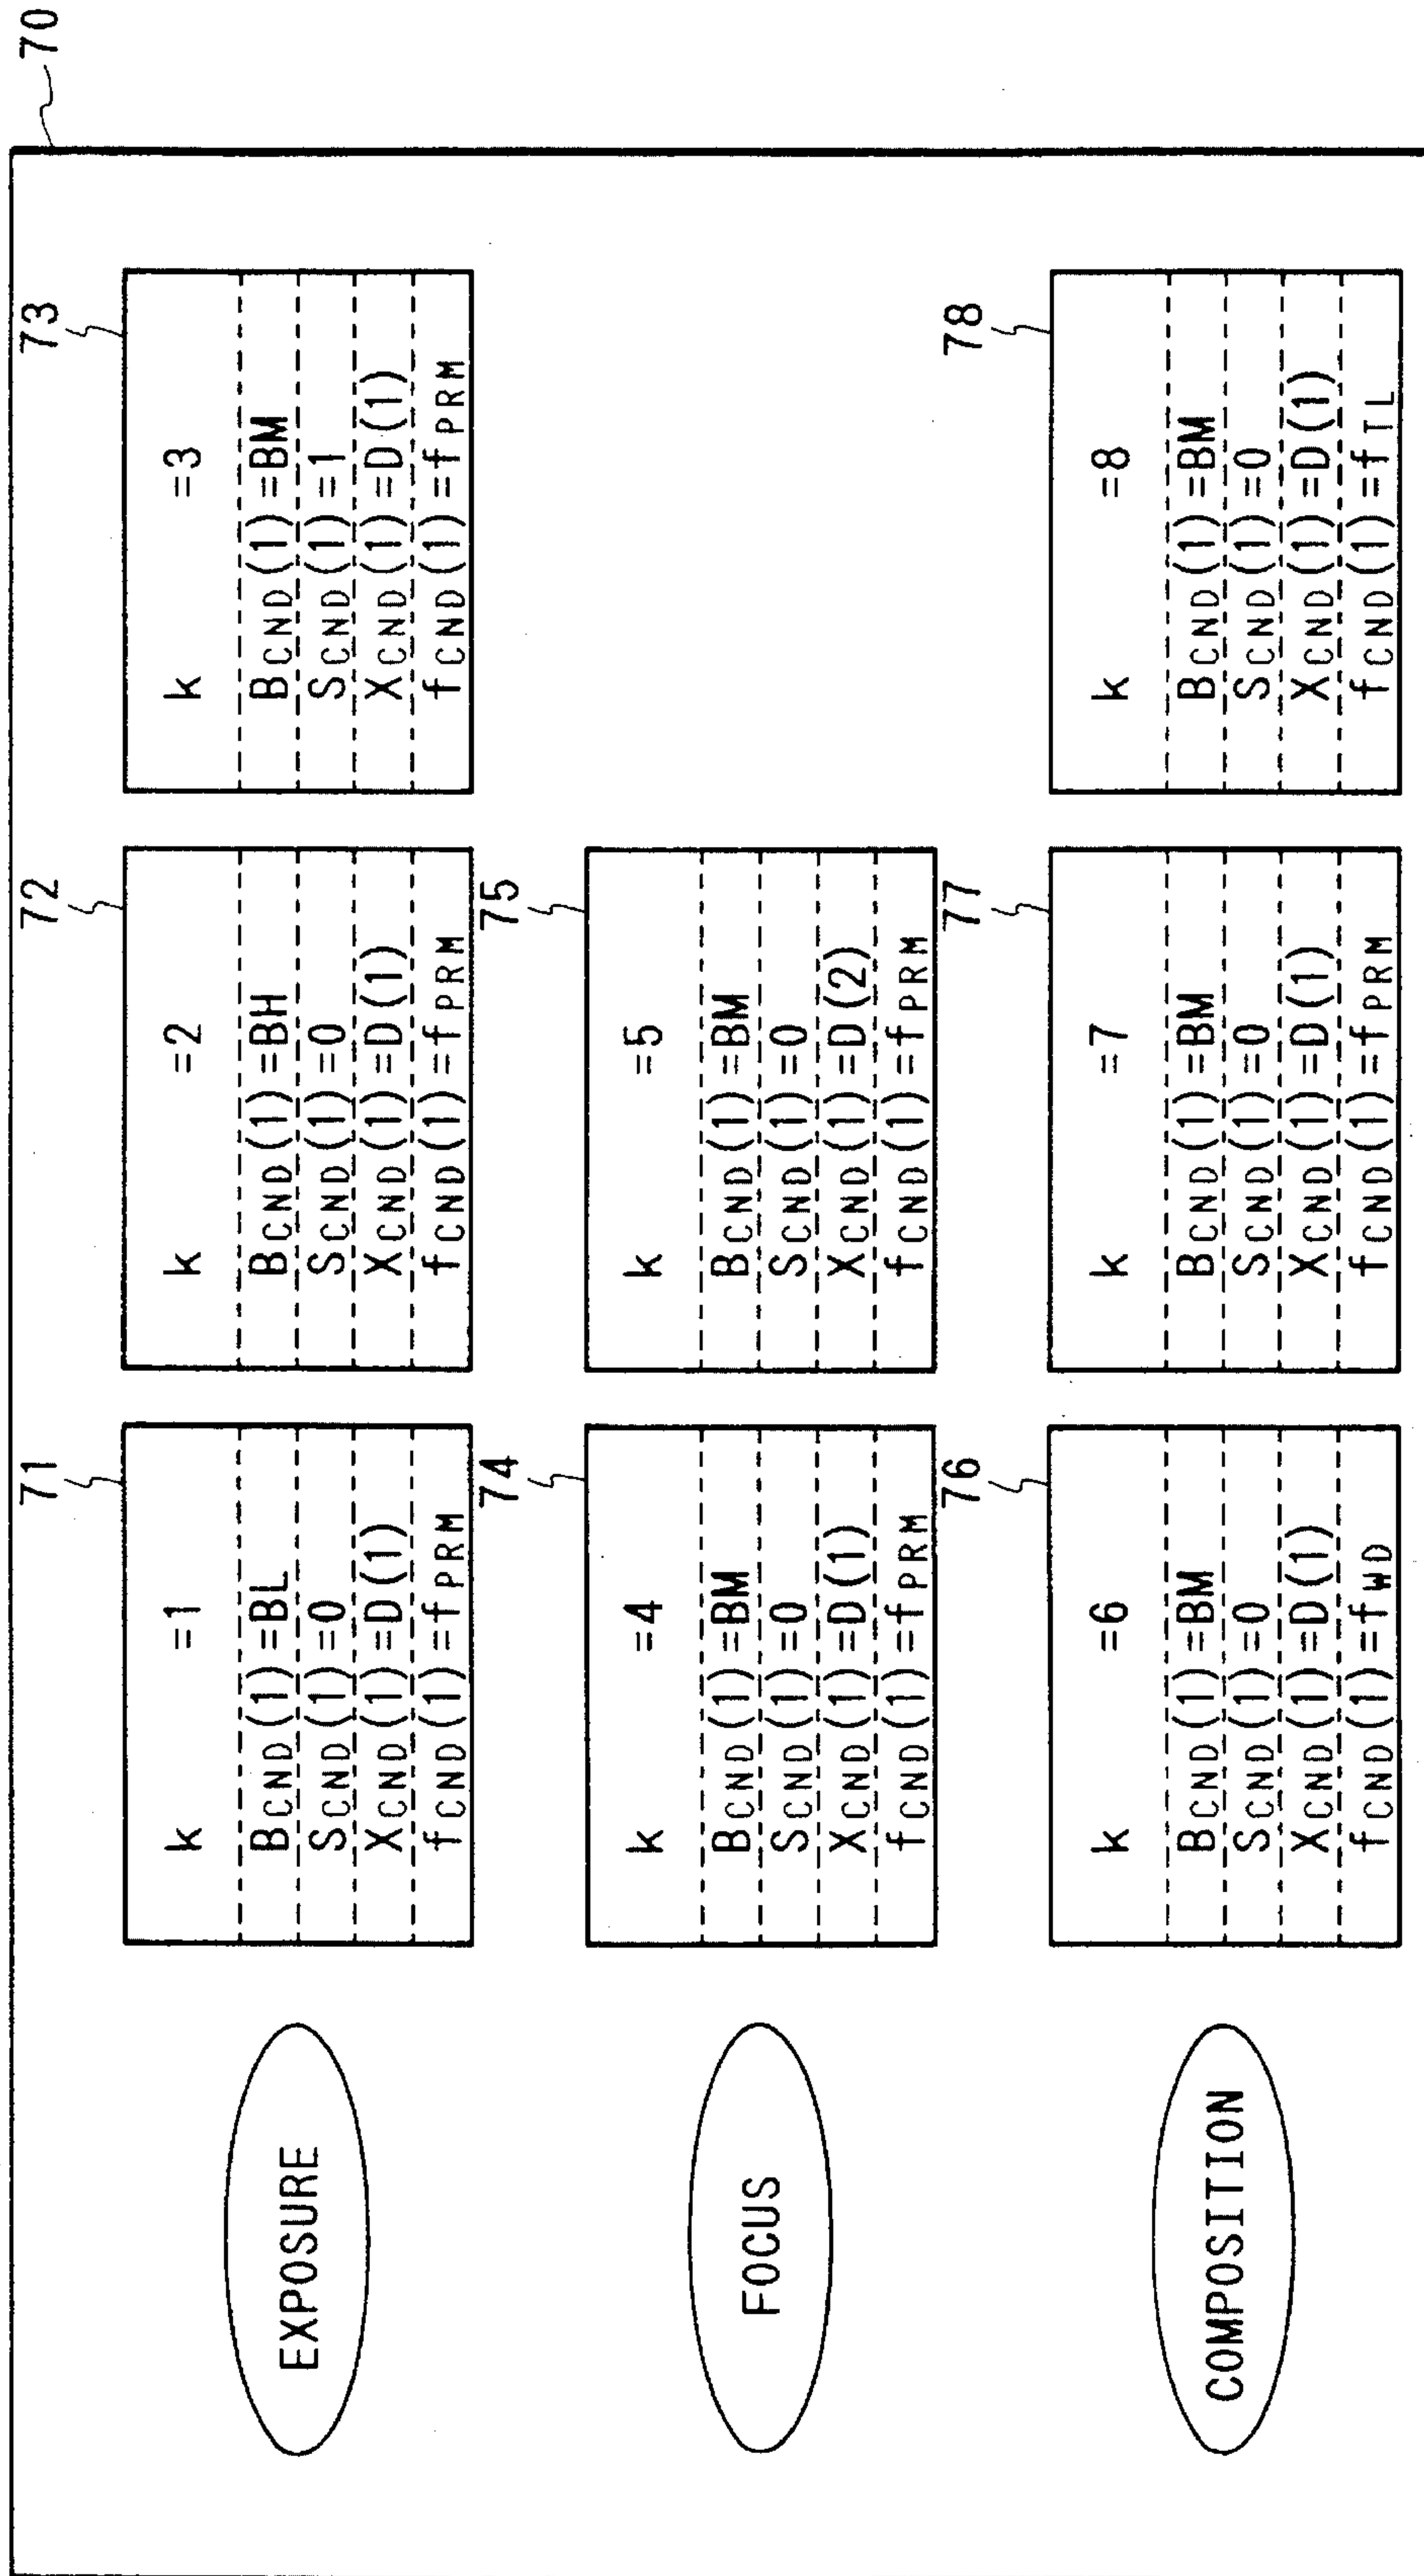 70
EXPOSURE
71
k =1
BCND(1)=BL
SCND(1)=0
XCND(1)=D(1)
fCND(1)=fPRM
72
k =2
BCND(1)=BH
SCND(1)=0
XCND(1)=D(1)
fCND(1)=fPRM
73
k =3
BCND(1)=BM
SCND(1)=1
XCND(1)=D(1)
fCND(1)=fPRM
FOCUS
74
k =4
BCND(1)=BM
SCND(1)=0
XCND(1)=D(1)
fCND(1)=fPRM
75
k =5
BCND(1)=BM
SCND(1)=0
XCND(1)=D(2)
fCND(1)=fPRM
COMPOSITION
76
k =6
BCND(1)=BM
SCND(1)=0
XCND(1)=D(1)
fCND(1)=fWD
77
k =7
BCND(1)=BM
SCND(1)=0
XCND(1)=D(1)
fCND(1)=fPRM
78
k =8
BCND(1)=BM
SCND(1)=0
XCND(1)=D(1)
fCND(1)=fTL